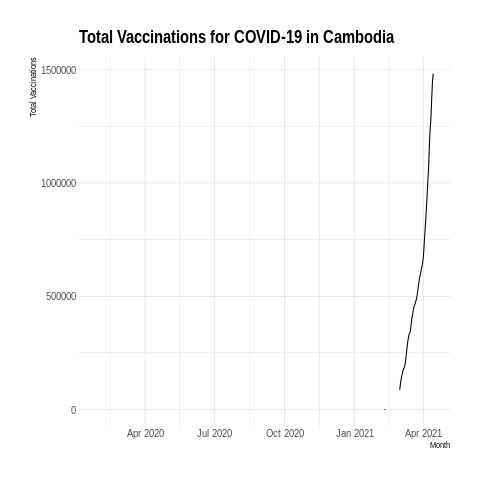 Total Vaccinations for COVID-19 in Cambodia
Total Vaccinations
1500000
1000000
500000
0
Apr 2020 Jul 2020 Oct 2020 Jan 2021 Apr 2021
Month